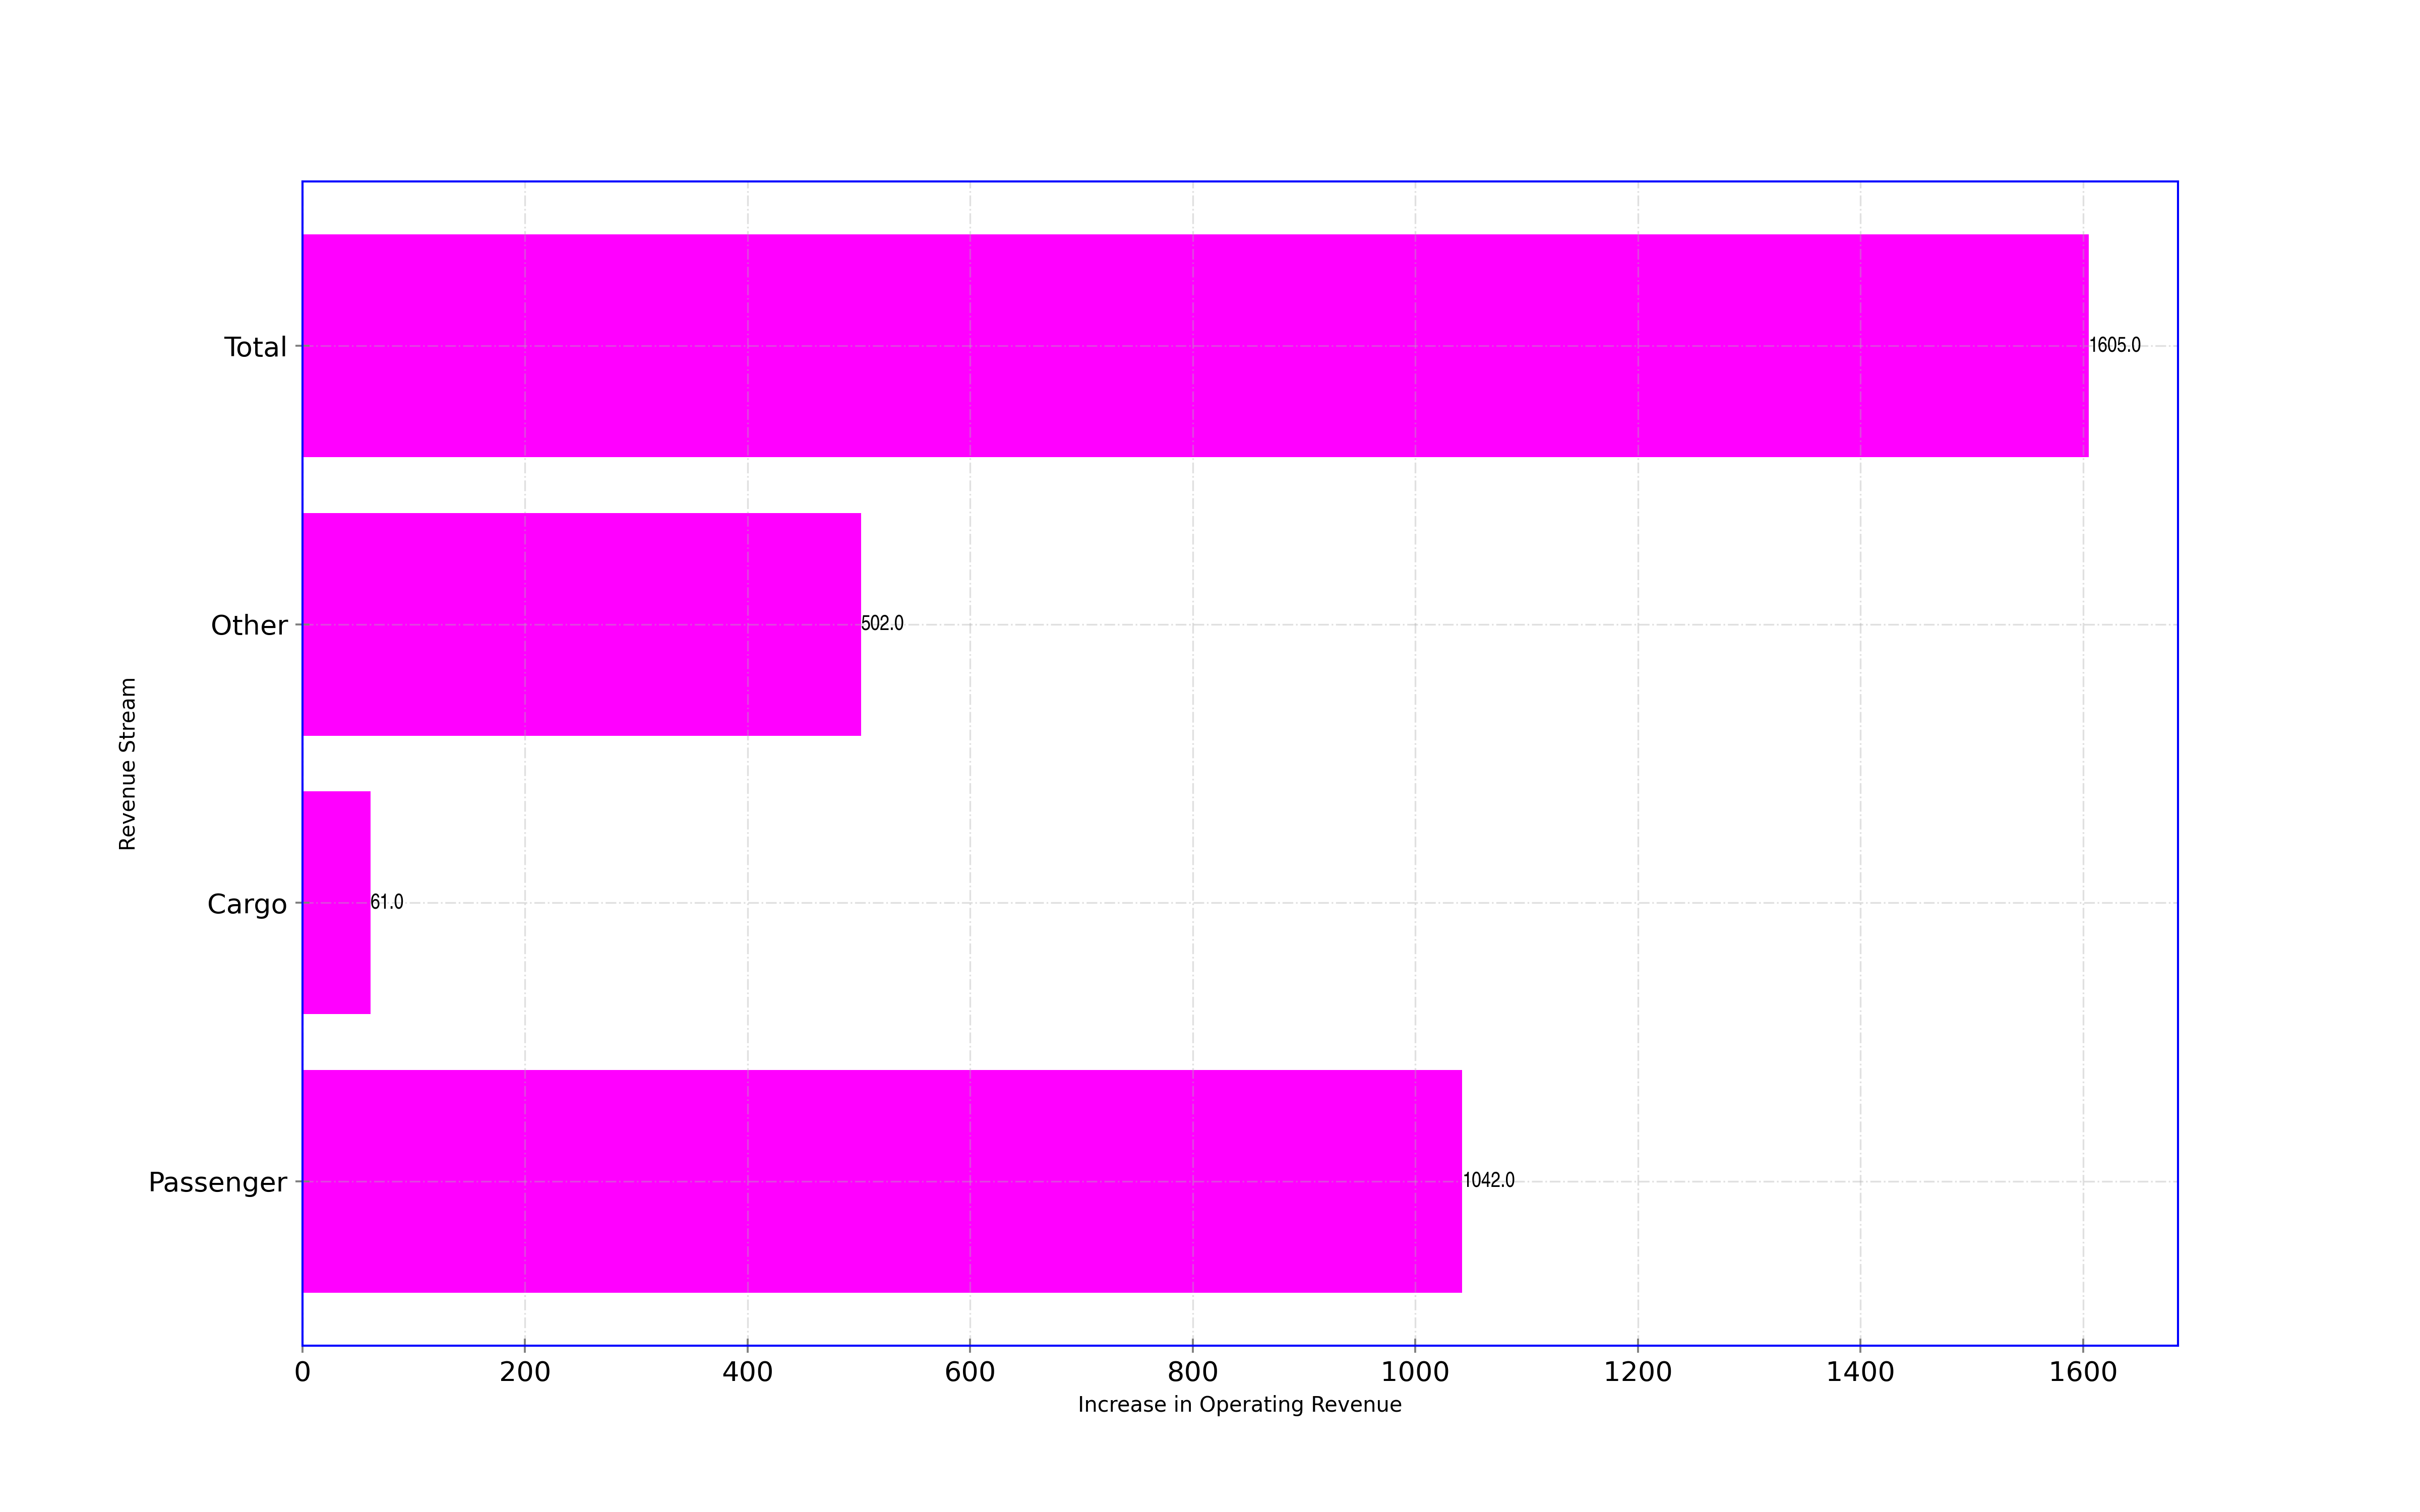 Total
1605.0
Other
502.0
Revenue Stream
Cargo
61.0
Passenger
1042.0
0 200 400 600 800 1000 1200 1400 1600
Increase in Operating Revenue